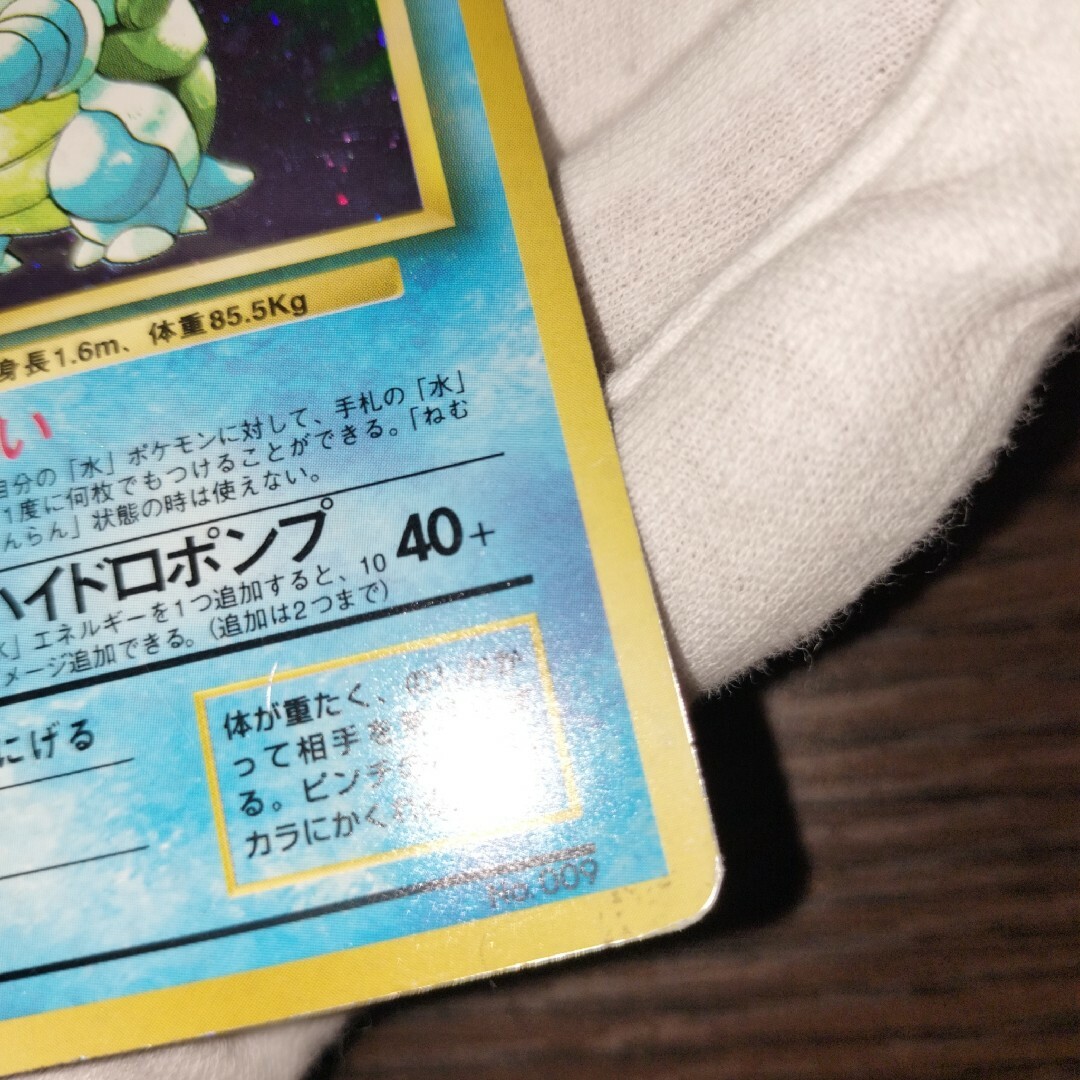 身長1.6m、体重85.5Kg
い
自分の「水」ポケモンに対して、手札の「水」
1度に何枚でもつけることができる。「ねむ
んらん」状態の時は使えない。
ハイドロポンプ 40+
水」エネルギーを1つ追加すると、10
メージ追加できる。(追加は2つまで)
にげる
体が重たく、
って相手を
る。ピンチ
カラにかく
No.009